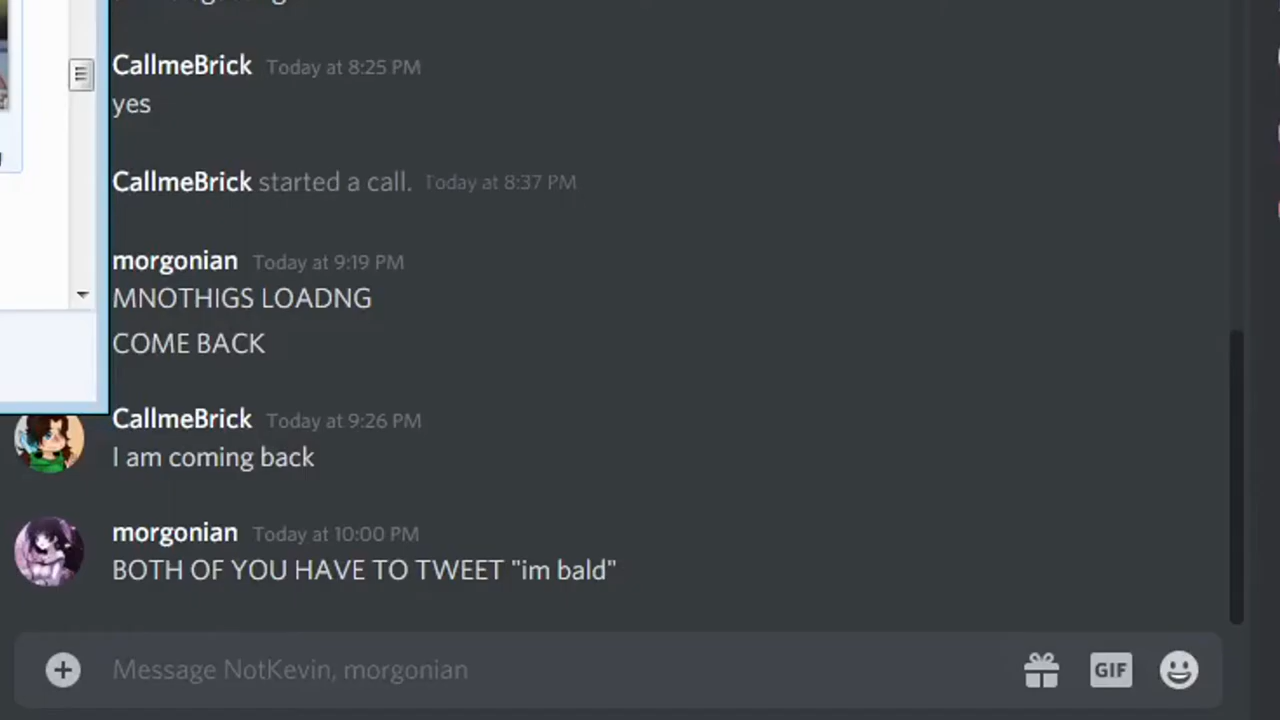 CallmeBrick Today at 8:25 PM
yes
CallmeBrick started a call. Today at 8:37 PM
morgonian Today at 9:19 PM
MNOTHIGS LOADNG
COME BACK
CallmeBrick Today at 9:26 PM
I am coming back
morgonian Today at 10:00 PM
BOTH OF YOU HAVE TO TWEET "im bald"
Message NotKevin, morgonian
GIF